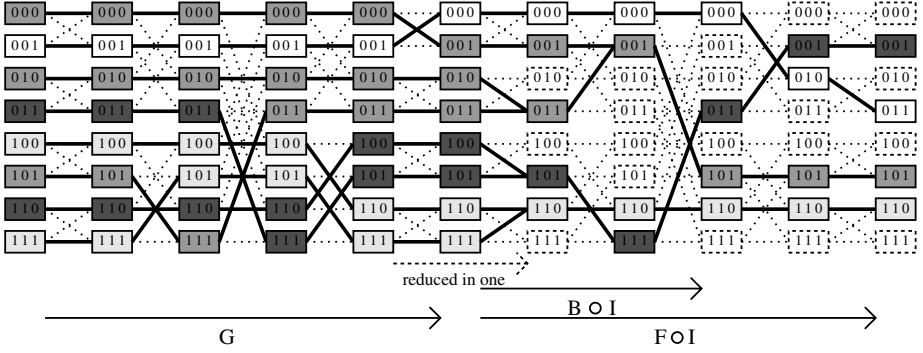 000 000 000 000 000 000 000 000 000 000 000
001 001 001 001 001 001 001 001 001 001 001
010 010 010 010 010 010 010 010 010 010 010
011 011 011 011 011 011 011 011 011 011 011
100 100 100 100 100 100 100 100 100 100 100
101 101 101 101 101 101 101 101 101 101 101
110 110 110 110 110 110 110 110 110 110 110
111 111 111 111 111 111 111 111 111 111 111
reduced in one
B o I
G F o I